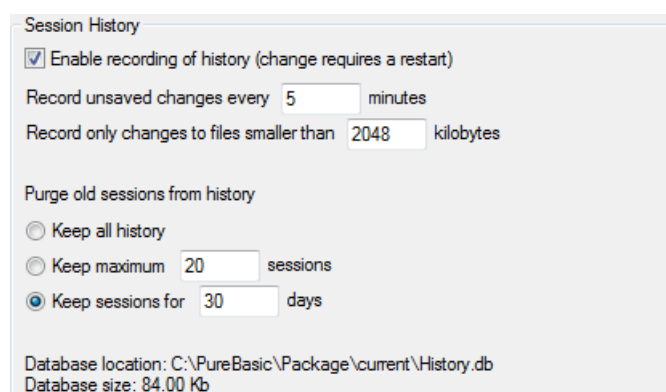 Session History
Enable recording of history (change requires a restart)
Record unsaved changes every 5 minutes
Record only changes to files smaller than 2048 kilobytes
Purge old sessions from history
Keep all history
Keep maximum 20 sessions
Keep sessions for 30 days
Database location: C:\PureBasic\Package\current\History.db
Database size: 84.00 Kb